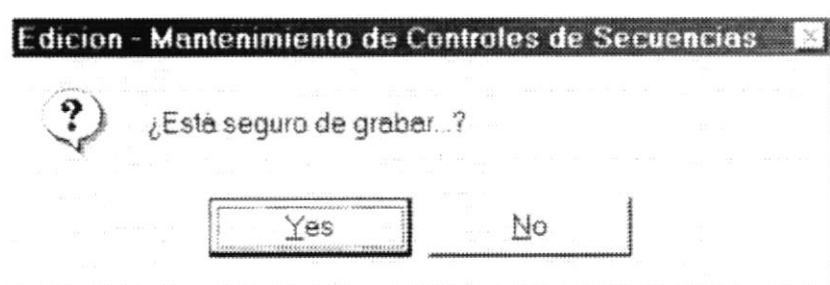 Edicion - Mantenimiento de Controles de Secuencias
¿Está seguro de grabar...?
Yes
No